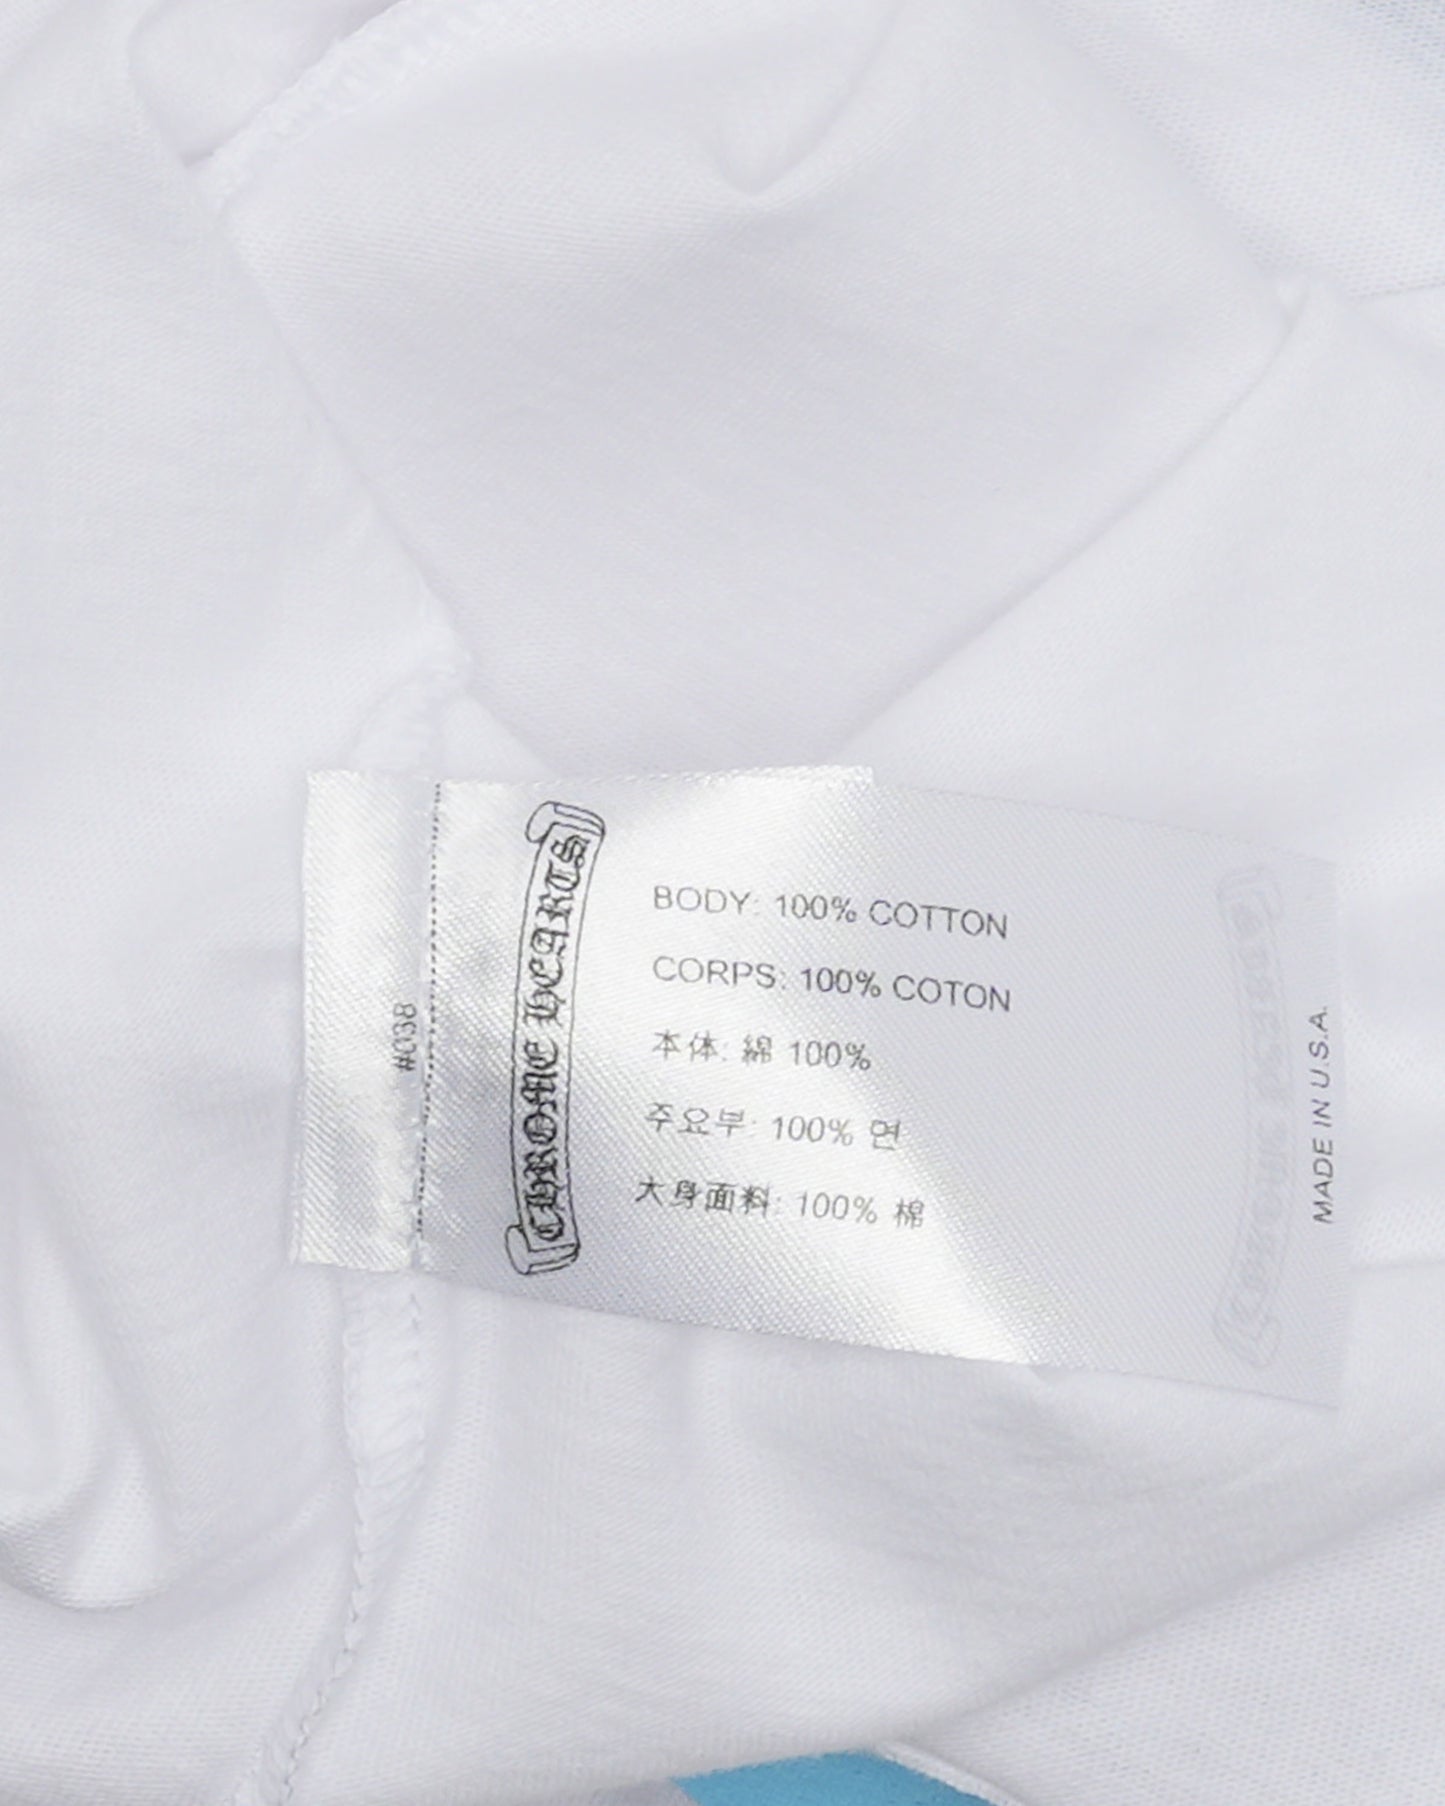 #038
CHROME HEARTS
BODY: 100% COTTON
CORPS: 100% COTON
本体: 綿 100%
주요부: 100% 면
大身面料: 100% 棉
MADE IN U.S.A.